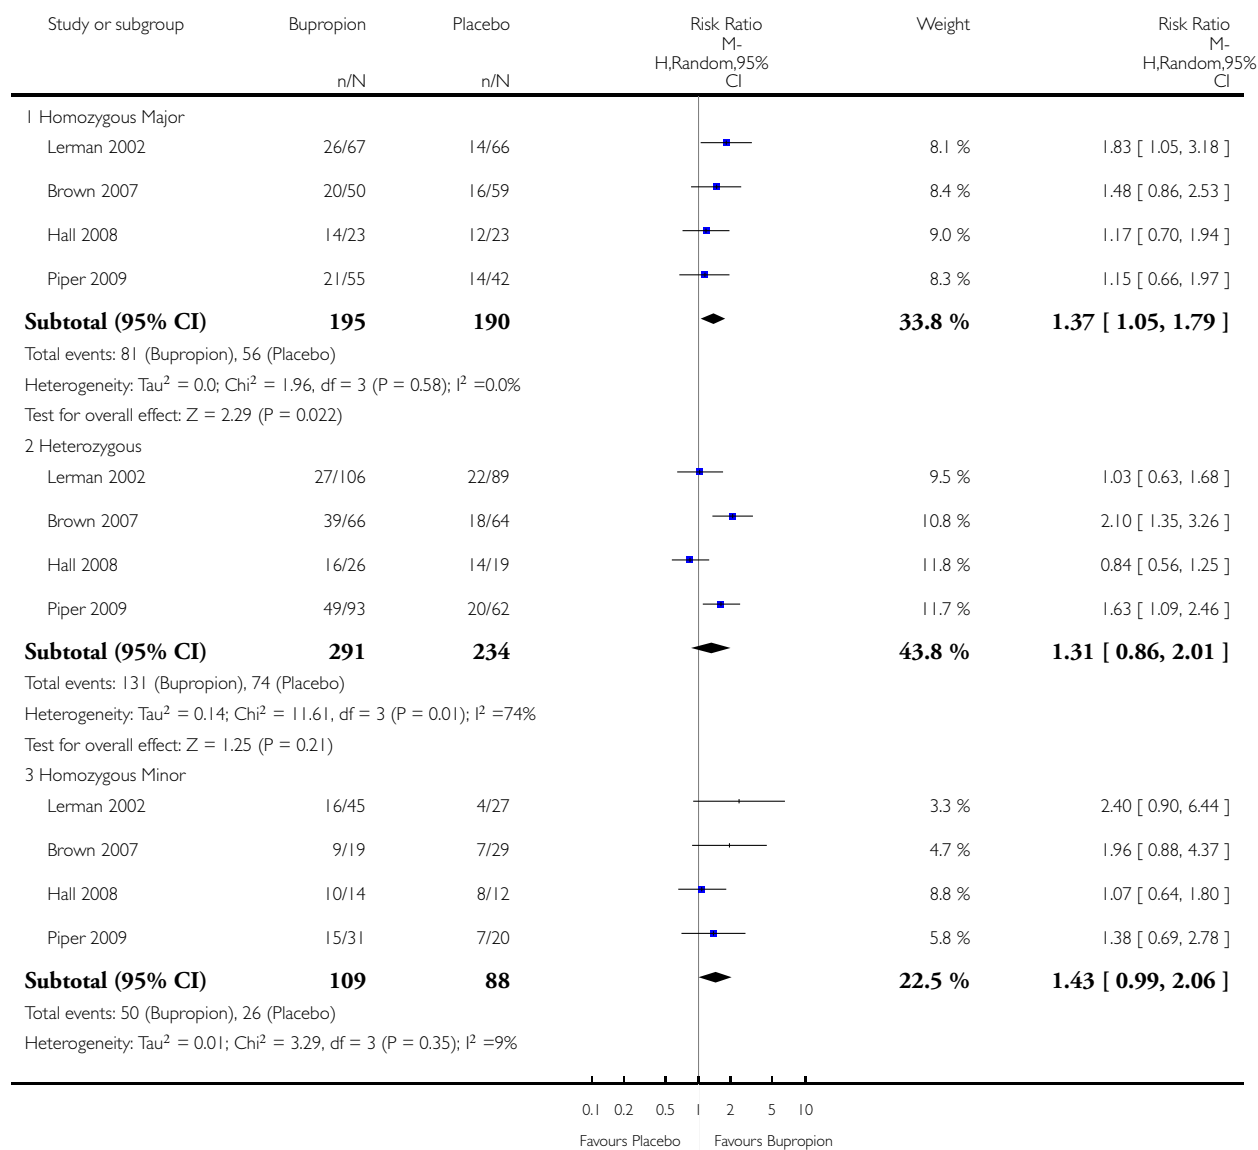 Study or subgroup Bupropion Placebo Risk Ratio Weight Risk Ratio
M- M-
H,Random,95% H,Random,95%
n/N n/N CI CI
1 Homozygous Major
Lerman 2002 26/67 14/66 8.1 % 1.83 [ 1.05, 3.18 ]
Brown 2007 20/50 16/59 8.4 % 1.48 [ 0.86, 2.53 ]
Hall 2008 14/23 12/23 9.0 % 1.17 [ 0.70, 1.94 ]
Piper 2009 21/55 14/42 8.3 % 1.15 [ 0.66, 1.97 ]
Subtotal (95% CI) 195 190 33.8 % 1.37 [ 1.05, 1.79 ]
Total events: 81 (Bupropion), 56 (Placebo)
Heterogeneity: Tau² = 0.0; Chi² = 1.96, df = 3 (P = 0.58); I² =0.0%
Test for overall effect: Z = 2.29 (P = 0.022)
2 Heterozygous
Lerman 2002 27/106 22/89 9.5 % 1.03 [ 0.63, 1.68 ]
Brown 2007 39/66 18/64 10.8 % 2.10 [ 1.35, 3.26 ]
Hall 2008 16/26 14/19 11.8 % 0.84 [ 0.56, 1.25 ]
Piper 2009 49/93 20/62 11.7 % 1.63 [ 1.09, 2.46 ]
Subtotal (95% CI) 291 234 43.8 % 1.31 [ 0.86, 2.01 ]
Total events: 131 (Bupropion), 74 (Placebo)
Heterogeneity: Tau² = 0.14; Chi² = 11.61, df = 3 (P = 0.01); I² =74%
Test for overall effect: Z = 1.25 (P = 0.21)
3 Homozygous Minor
Lerman 2002 16/45 4/27 3.3 % 2.40 [ 0.90, 6.44 ]
Brown 2007 9/19 7/29 4.7 % 1.96 [ 0.88, 4.37 ]
Hall 2008 10/14 8/12 8.8 % 1.07 [ 0.64, 1.80 ]
Piper 2009 15/31 7/20 5.8 % 1.38 [ 0.69, 2.78 ]
Subtotal (95% CI) 109 88 22.5 % 1.43 [ 0.99, 2.06 ]
Total events: 50 (Bupropion), 26 (Placebo)
Heterogeneity: Tau² = 0.01; Chi² = 3.29, df = 3 (P = 0.35); I² =9%
0.1 0.2 0.5 1 2 5 10
Favours Placebo Favours Bupropion